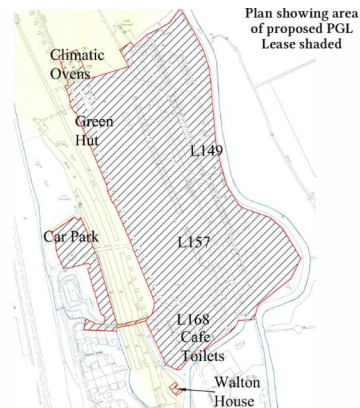 Plan showing area
of proposed PGL
Lease shaded
Climatic
Ovens
Green
Hut
L149
Car Park
L157
L168
Cafe
Toilets
Walton
House